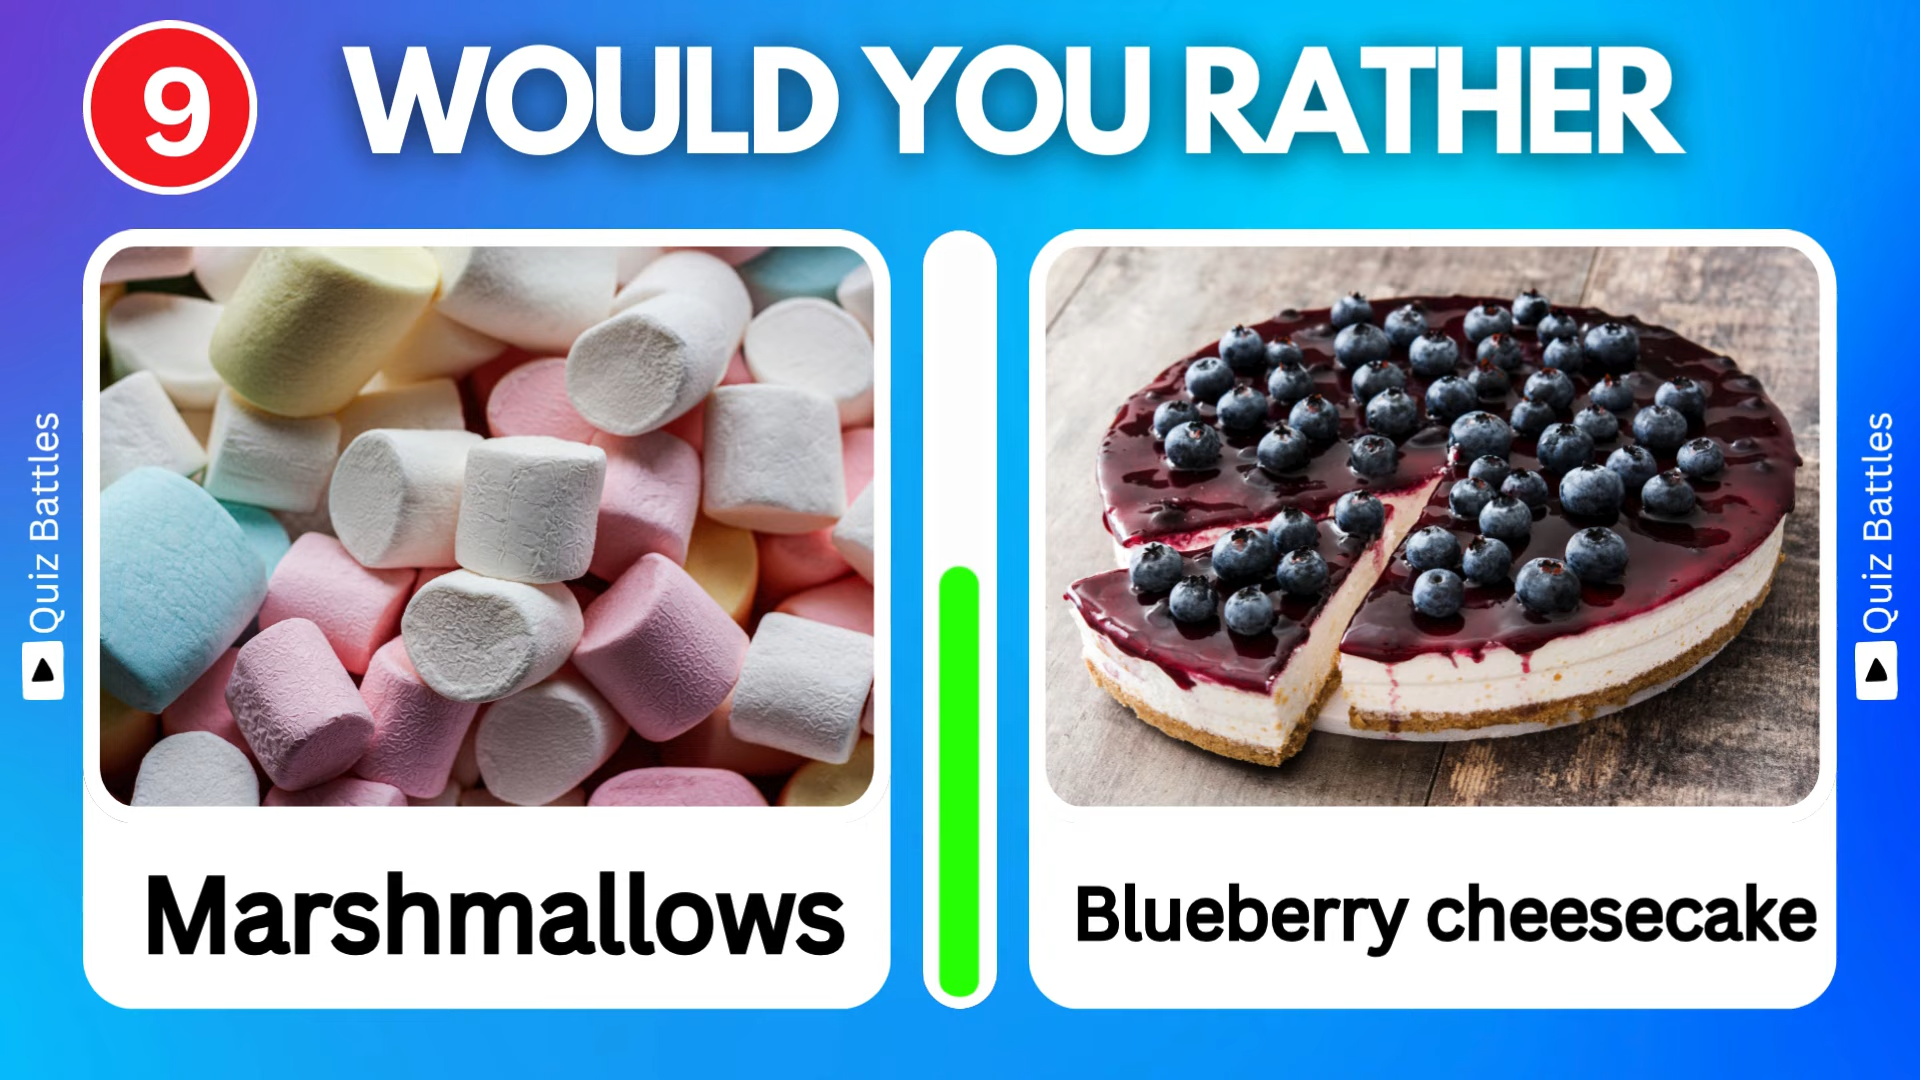 9
WOULD YOU RATHER
Quiz Battles
Marshmallows
Blueberry cheesecake
Quiz Battles